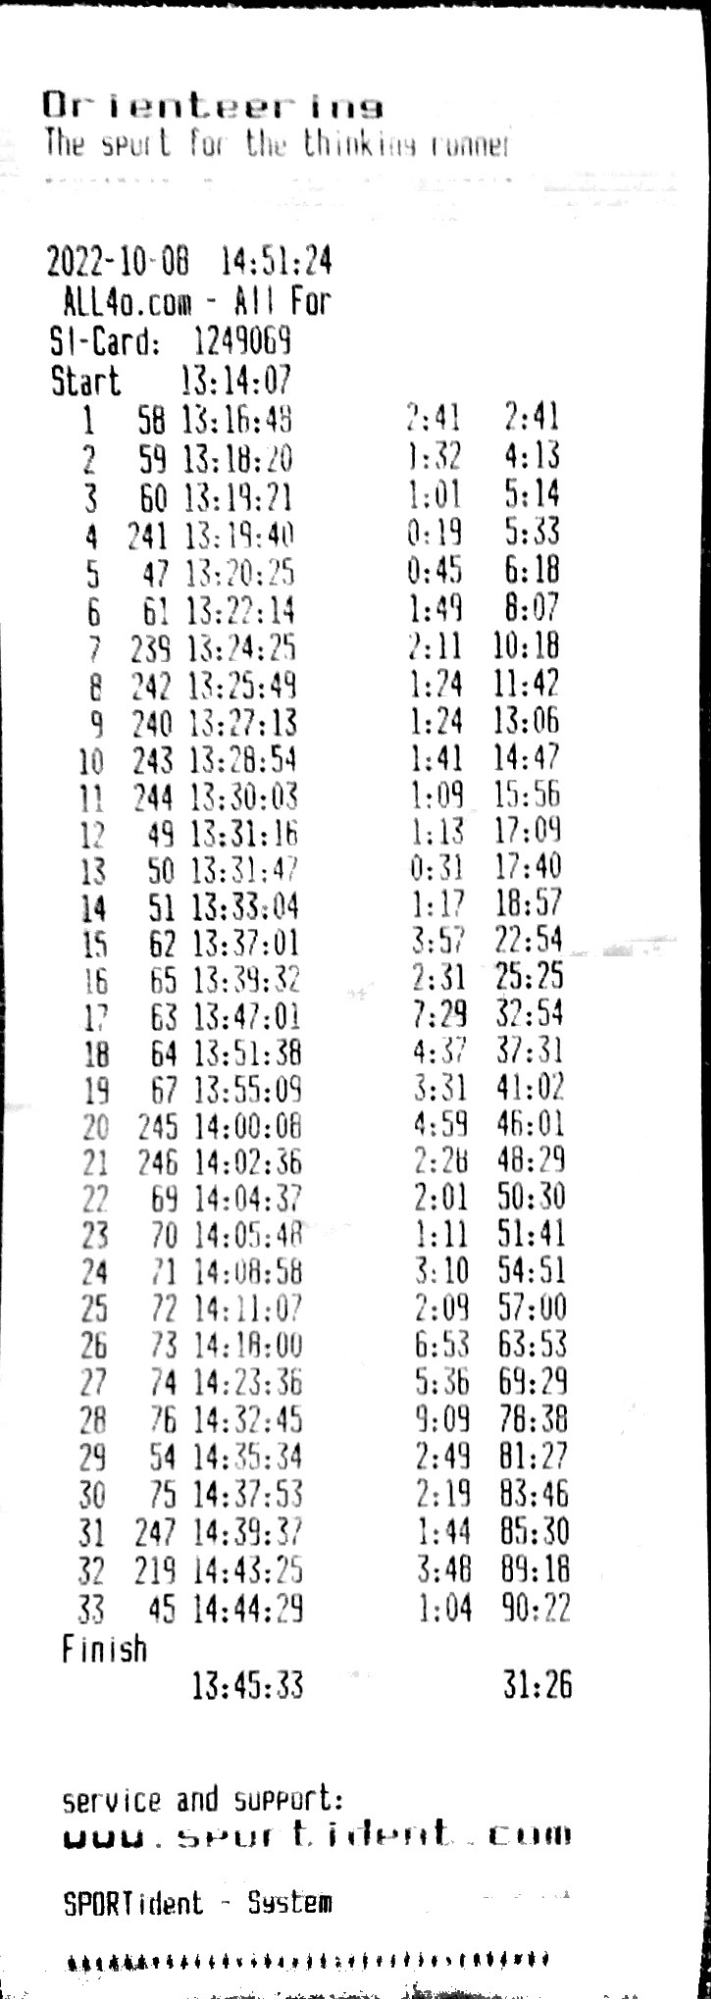 Orienteering
The sport for the thinking runner
2022-10-08 14:51:24
ALL4o.com - All For
SI-Card: 1249069
Start 13:14:07
1 58 13:16:48 2:41 2:41
2 59 13:18:20 1:32 4:13
3 60 13:19:21 1:01 5:14
4 241 13:19:40 0:19 5:33
5 47 13:20:25 0:45 6:18
6 61 13:22:14 1:49 8:07
7 239 13:24:25 2:11 10:18
8 242 13:25:49 1:24 11:42
9 240 13:27:13 1:24 13:06
10 243 13:28:54 1:41 14:47
11 244 13:30:03 1:09 15:56
12 49 13:31:16 1:13 17:09
13 50 13:31:47 0:31 17:40
14 51 13:33:04 1:17 18:57
15 62 13:37:01 3:57 22:54
16 65 13:39:32 2:31 25:25
17 63 13:47:01 7:29 32:54
18 64 13:51:38 4:37 37:31
19 67 13:55:09 3:31 41:02
20 245 14:00:08 4:59 46:01
21 246 14:02:36 2:28 48:29
22 69 14:04:37 2:01 50:30
23 70 14:05:48 1:11 51:41
24 71 14:08:58 3:10 54:51
25 72 14:11:07 2:09 57:00
26 73 14:18:00 6:53 63:53
27 74 14:23:36 5:36 69:29
28 76 14:32:45 9:09 78:38
29 54 14:35:34 2:49 81:27
30 75 14:37:53 2:19 83:46
31 247 14:39:37 1:44 85:30
32 219 14:43:25 3:48 89:18
33 45 14:44:29 1:04 90:22
Finish
13:45:33 31:26
service and support:
www.sportident.com
SPORTident - System